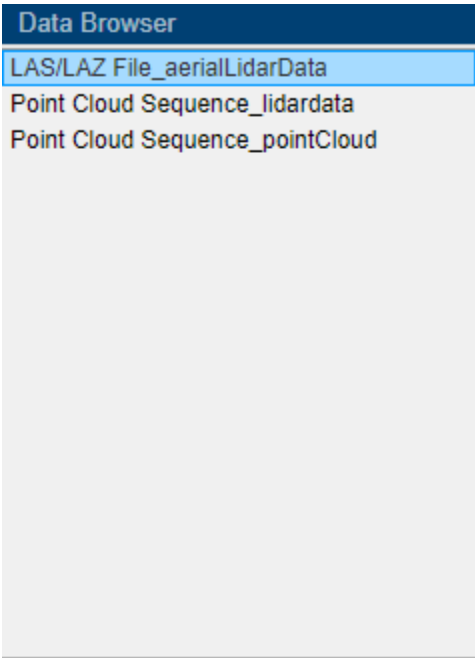 Data Browser
LAS/LAZ File_aerialLidarData
Point Cloud Sequence_lidardata
Point Cloud Sequence_pointCloud